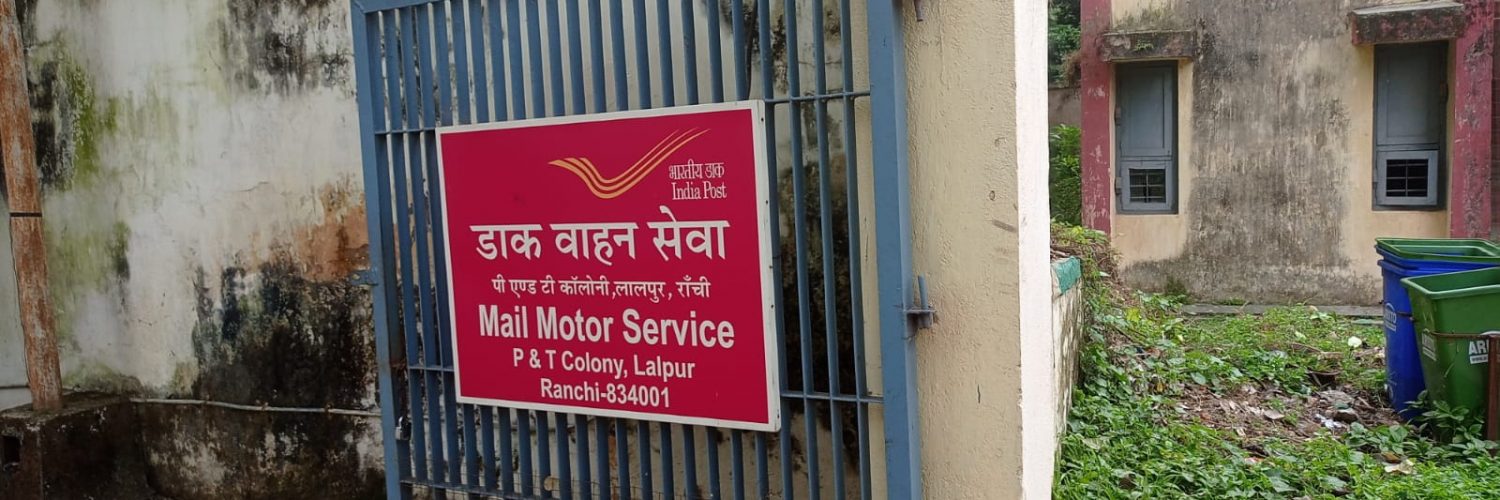 भारतीय डाक
India Post
डाक वाहन सेवा
पी एण्ड टी कॉलोनी,लालपुर, राँची
Mail Motor Service
P & T Colony, Lalpur
Ranchi-834001